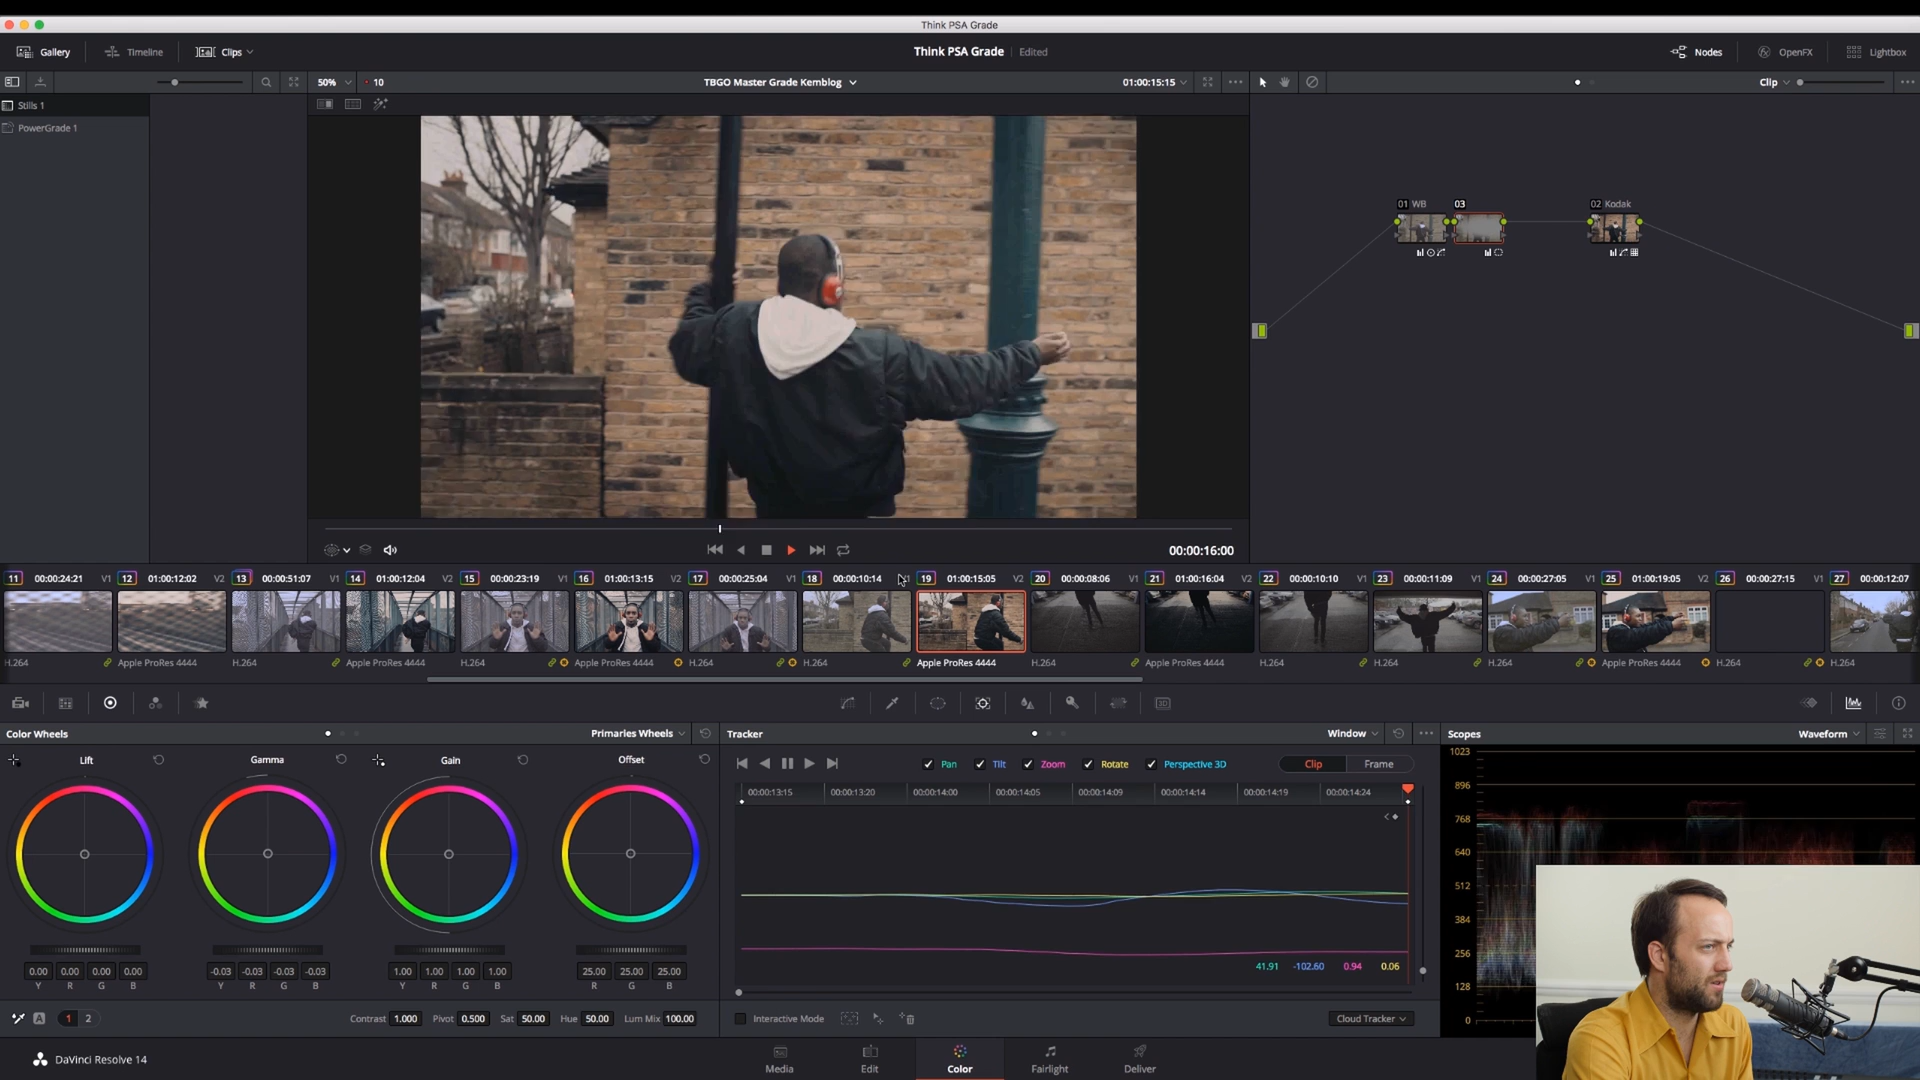 Think PSA Grade
Gallery
Timeline
Clips
Think PSA Grade
Edited
Nodes
OpenFX
Lightbox
50%
10
TBGO Master Grade Kemblog
01:00:15:15
Clip
Stills 1
PowerGrade 1
01 WB
03
02 Kodak
00:00:16:00
11 00:00:24:21 V1
12 01:00:12:02 V2
13 00:00:51:07 V1
14 01:00:12:04 V2
15 00:00:23:19 V1
16 01:00:13:15 V2
17 00:00:25:04 V1
18 00:00:10:14
19 01:00:15:05 V2
20 00:00:08:06 V1
21 01:00:16:04 V2
22 00:00:10:10 V1
23 00:00:11:09 V1
24 00:00:27:05 V1
25 01:00:19:05 V2
26 00:00:27:15 V1
27 00:00:12:07
H.264
Apple ProRes 4444
H.264
Apple ProRes 4444
H.264
Apple ProRes 4444
H.264
H.264
Apple ProRes 4444
H.264
Apple ProRes 4444
H.264
H.264
H.264
Apple ProRes 4444
H.264
H.264
3D
Color Wheels
Primaries Wheels
Tracker
Window
Scopes
Waveform
Lift
Gamma
Gain
Offset
Pan
Tilt
Zoom
Rotate
Perspective 3D
Clip
Frame
00:00:13:15
00:00:13:20
00:00:14:00
00:00:14:05
00:00:14:09
00:00:14:14
00:00:14:19
00:00:14:24
1023
896
768
640
512
384
256
128
0
41.91 -102.60 0.94 0.06
0.00 0.00 0.00 0.00
Y R G B
-0.03 -0.03 -0.03 -0.03
Y R G B
1.00 1.00 1.00 1.00
Y R G B
25.00 25.00 25.00
R G B
A
1
2
Contrast 1.000
Pivot 0.500
Sat 50.00
Hue 50.00
Lum Mix 100.00
Interactive Mode
Cloud Tracker
DaVinci Resolve 14
Media
Edit
Color
Fairlight
Deliver